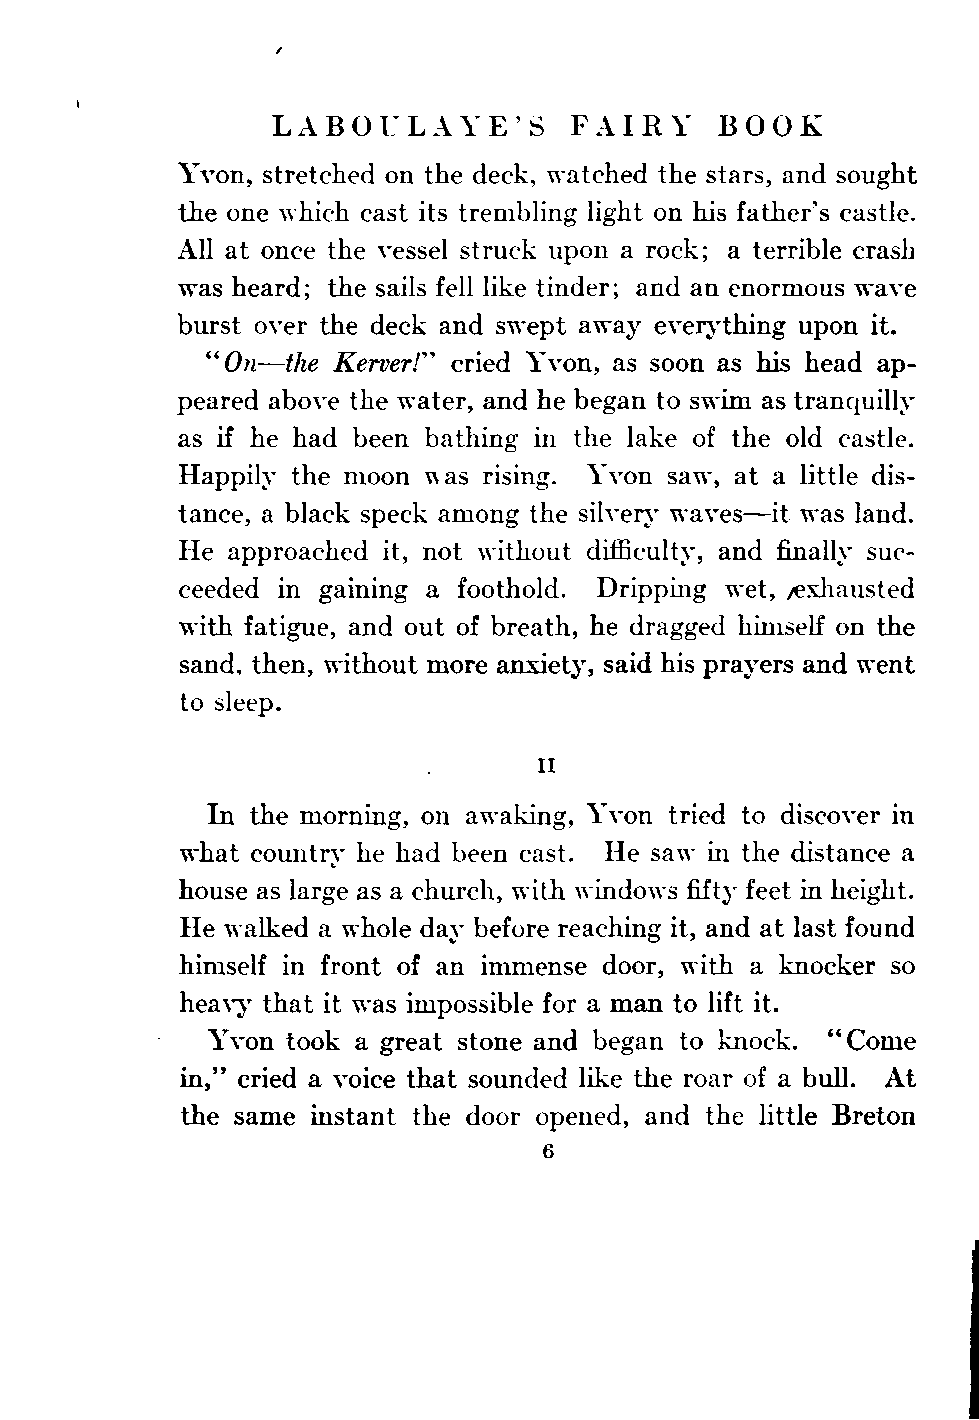 LABOULAYE'S FAIRY BOOK
Yvon, stretched on the deck, watched the stars, and sought
the one which cast its trembling light on his father's castle.
All at once the vessel struck upon a rock; a terrible crash
was heard; the sails fell like tinder; and an enormous wave
burst over the deck and swept away everything upon it.
“On—the Kerver!” cried Yvon, as soon as his head ap-
peared above the water, and he began to swim as tranquilly
as if he had been bathing in the lake of the old castle.
Happily the moon was rising. Yvon saw, at a little dis-
tance, a black speck among the silvery waves—it was land.
He approached it, not without difficulty, and finally suc-
ceeded in gaining a foothold. Dripping wet, exhausted
with fatigue, and out of breath, he dragged himself on the
sand, then, without more anxiety, said his prayers and went
to sleep.
II
In the morning, on awaking, Yvon tried to discover in
what country he had been cast. He saw in the distance a
house as large as a church, with windows fifty feet in height.
He walked a whole day before reaching it, and at last found
himself in front of an immense door, with a knocker so
heavy that it was impossible for a man to lift it.
Yvon took a great stone and began to knock. “Come
in,” cried a voice that sounded like the roar of a bull. At
the same instant the door opened, and the little Breton
6